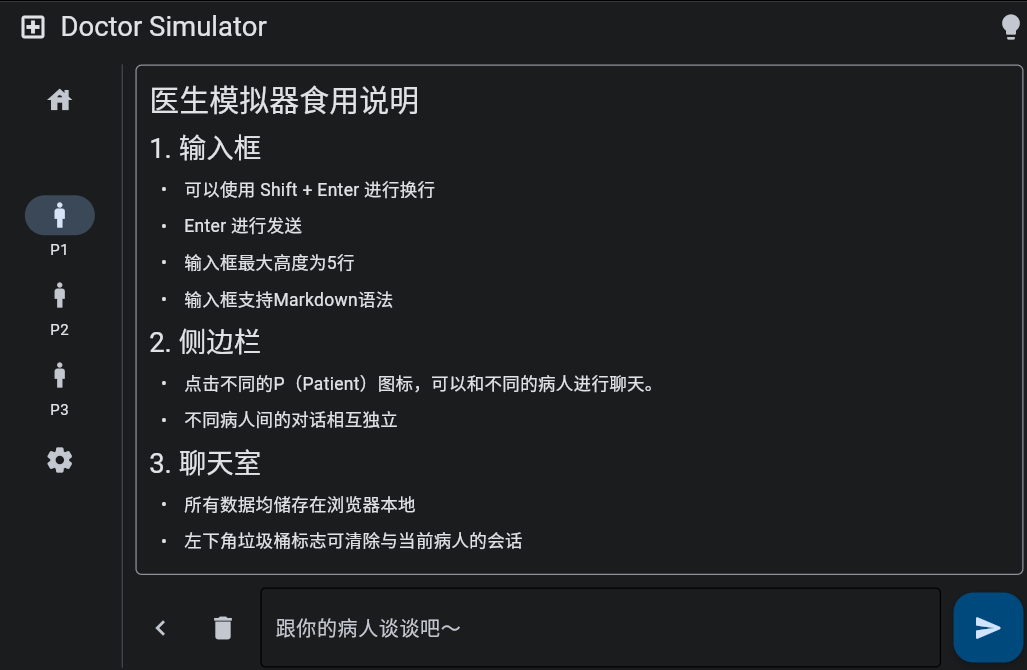 Doctor Simulator
医生模拟器食用说明
1. 输入框
• 可以使用 Shift + Enter 进行换行
• Enter 进行发送
• 输入框最大高度为5行
• 输入框支持Markdown语法
2. 侧边栏
• 点击不同的P（Patient）图标，可以和不同的病人进行聊天。
• 不同病人间的对话相互独立
3. 聊天室
• 所有数据均储存在浏览器本地
• 左下角垃圾桶标志可清除与当前病人的会话
P1
P2
P3
跟你的病人谈谈吧～